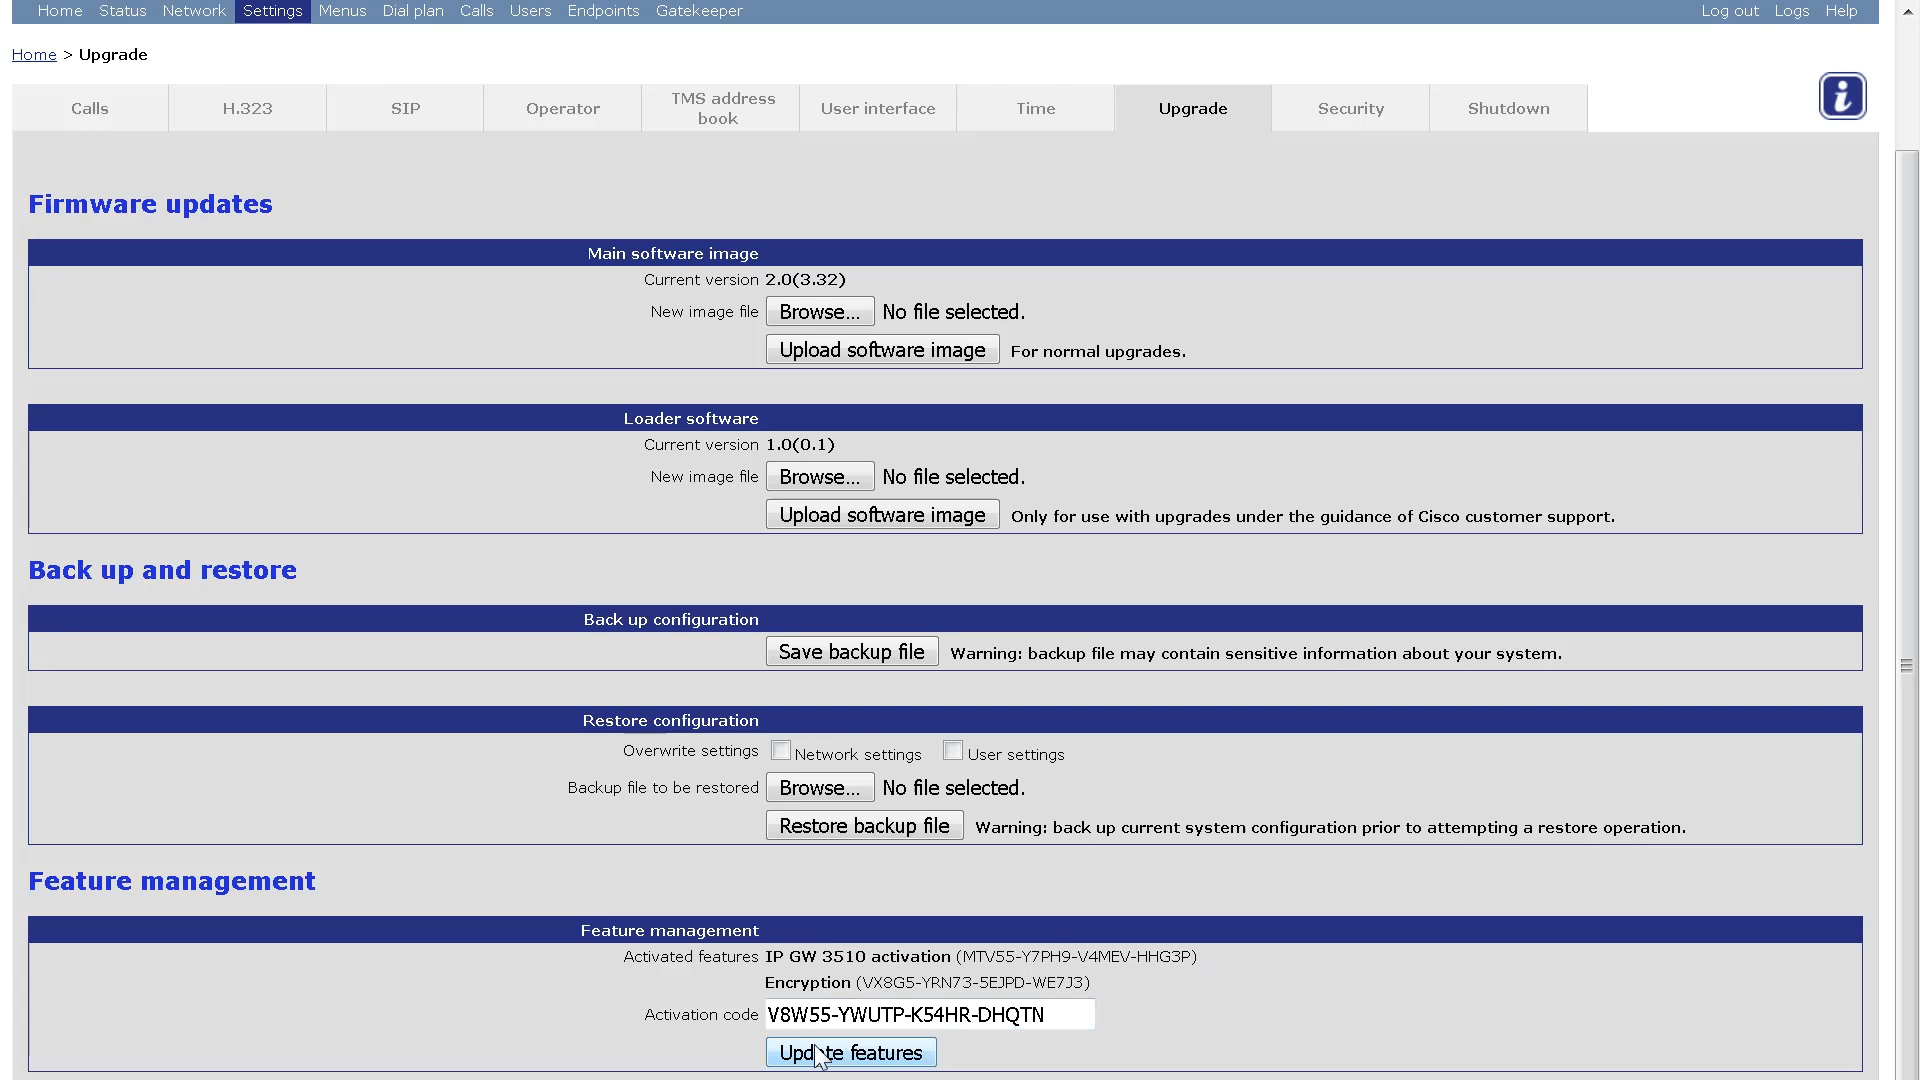 Home Status Network Settings Menus Dial plan Calls Users Endpoints Gatekeeper Log out Logs Help
Home > Upgrade
Calls H.323 SIP Operator TMS address book User interface Time Upgrade Security Shutdown
i
Firmware updates
Main software image
Current version 2.0(3.32)
New image file Browse... No file selected.
Upload software image For normal upgrades.
Loader software
Current version 1.0(0.1)
New image file Browse... No file selected.
Upload software image Only for use with upgrades under the guidance of Cisco customer support.
Back up and restore
Back up configuration
Save backup file Warning: backup file may contain sensitive information about your system.
Restore configuration
Overwrite settings Network settings User settings
Backup file to be restored Browse... No file selected.
Restore backup file Warning: back up current system configuration prior to attempting a restore operation.
Feature management
Feature management
Activated features IP GW 3510 activation (MTV55-Y7PH9-V4MEV-HHG3P)
Encryption (VX8G5-YRN73-5EJPD-WE7J3)
Activation code V8W55-YWUTP-K54HR-DHQTN
Update features